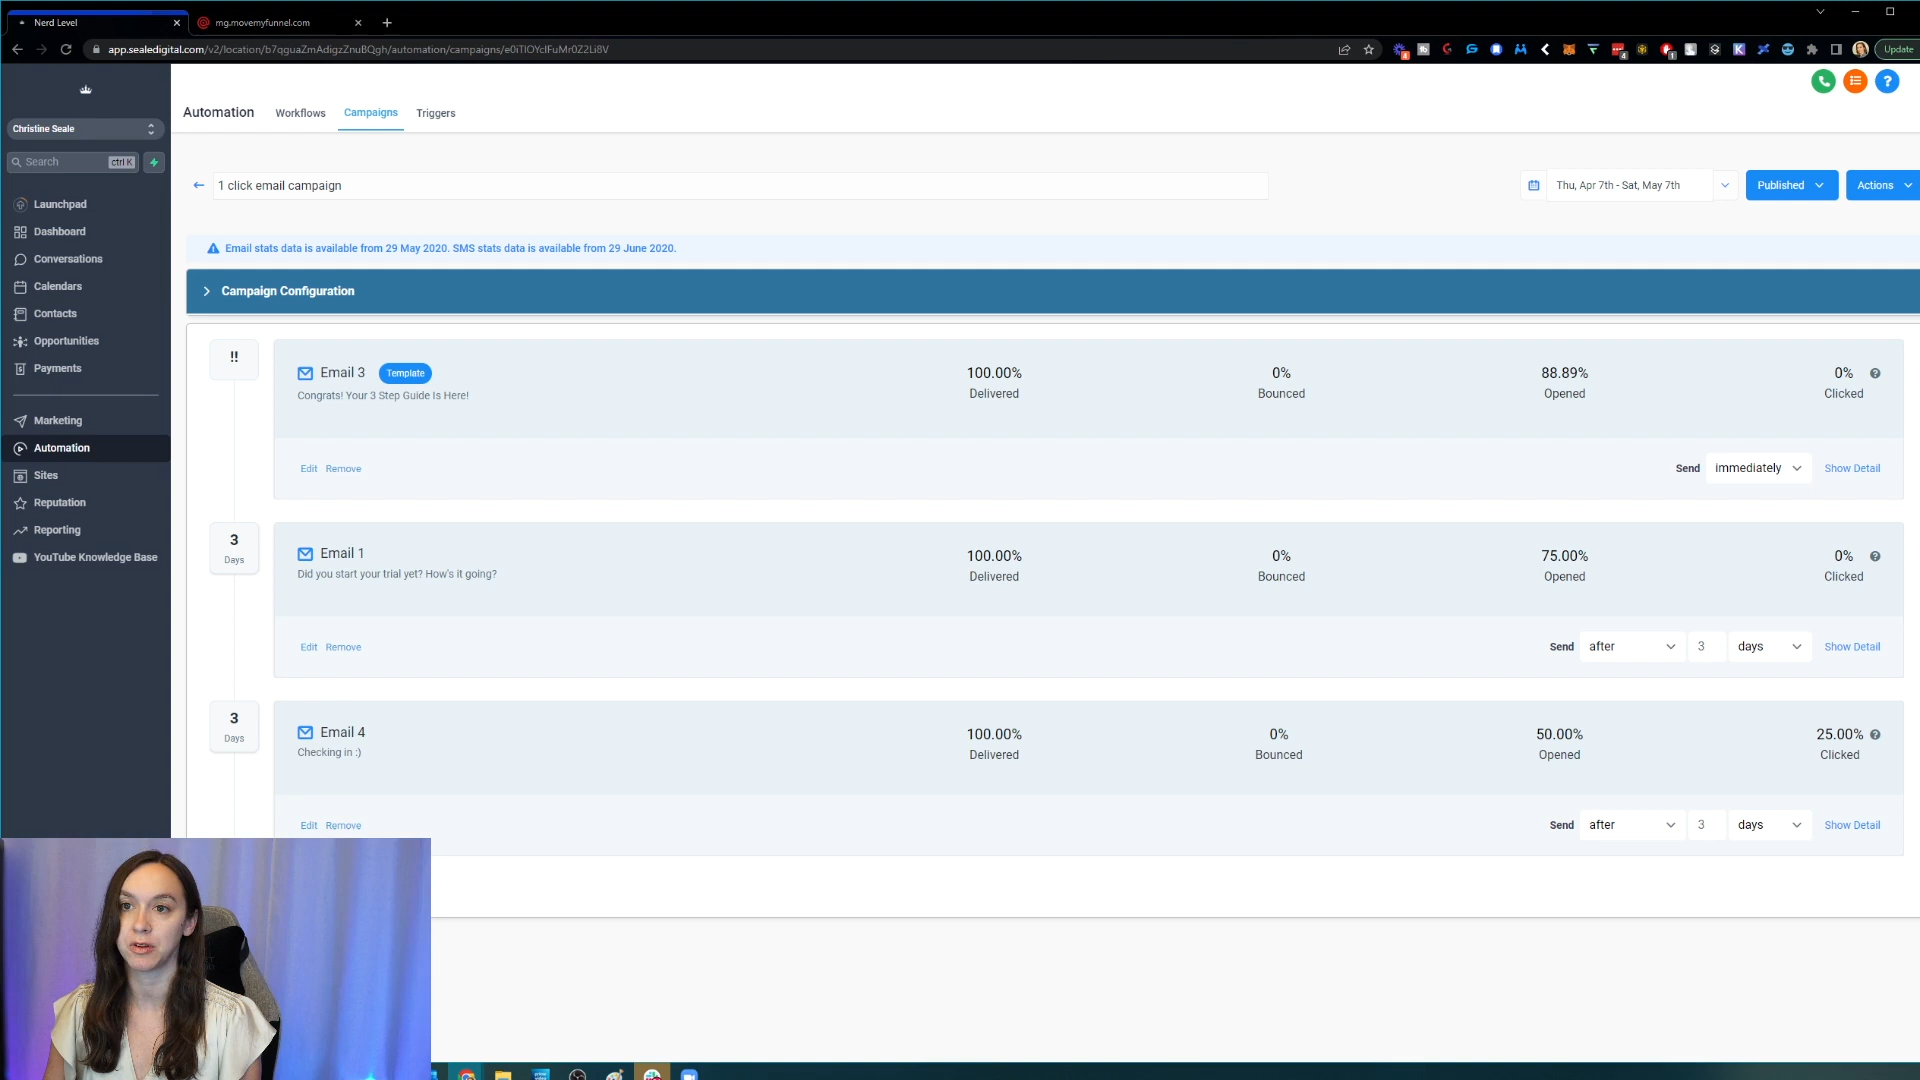 Nerd Level
mg.movemyfunnel.com
app.sealedigital.com/v2/location/b7qguaZmAdigzZnuBQgh/automation/campaigns/e0iTlOYclFuMr0Z2Li8V
Update
Christine Seale
Search ctrl K
Launchpad
Dashboard
Conversations
Calendars
Contacts
Opportunities
Payments
Marketing
Automation
Sites
Reputation
Reporting
YouTube Knowledge Base
Automation Workflows Campaigns Triggers
1 click email campaign
Thu, Apr 7th - Sat, May 7th
Published
Actions
Email stats data is available from 29 May 2020. SMS stats data is available from 29 June 2020.
Campaign Configuration
!!
Email 3 Template
Congrats! Your 3 Step Guide Is Here!
100.00% 0% 88.89% 0%
Delivered Bounced Opened Clicked
Edit Remove
Send immediately Show Detail
3
Days
Email 1
Did you start your trial yet? How's it going?
100.00% 0% 75.00% 0%
Delivered Bounced Opened Clicked
Edit Remove
Send after 3 days Show Detail
3
Days
Email 4
Checking in :)
100.00% 0% 50.00% 25.00%
Delivered Bounced Opened Clicked
Edit Remove
Send after 3 days Show Detail